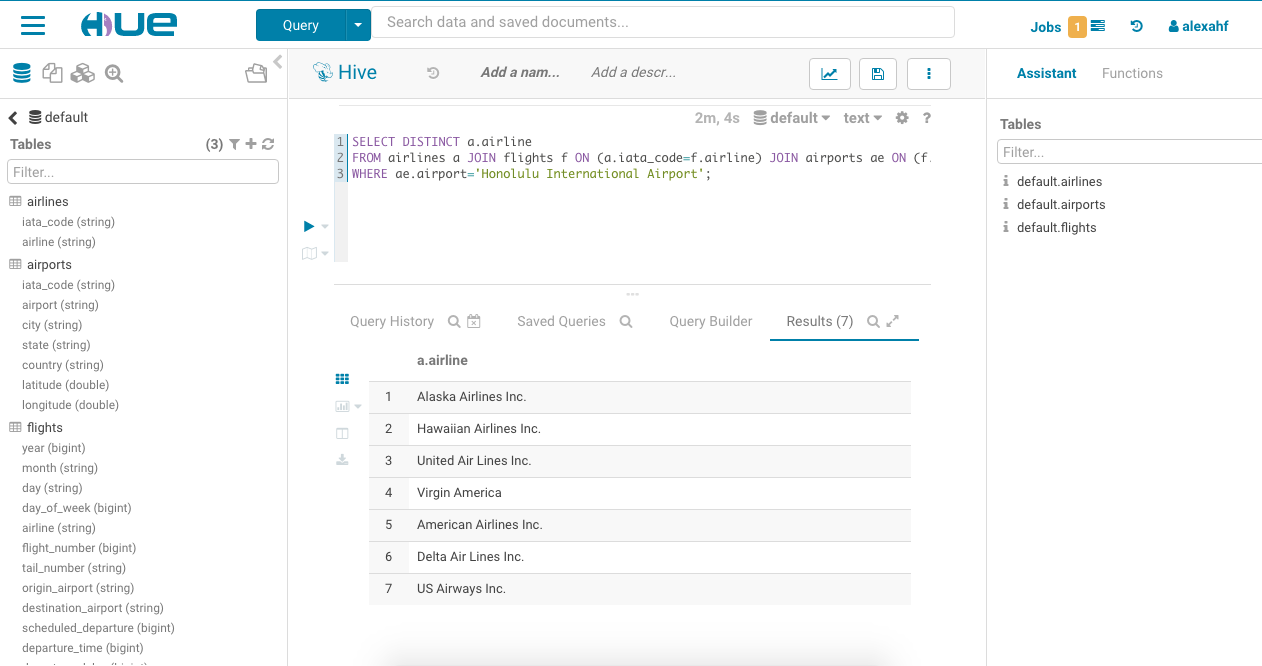 HUE
Query
Search data and saved documents...
Jobs 1
alexahf
default
Tables (3)
Filter...
airlines
iata_code (string)
airline (string)
airports
iata_code (string)
airport (string)
city (string)
state (string)
country (string)
latitude (double)
longitude (double)
flights
year (bigint)
month (string)
day (string)
day_of_week (bigint)
airline (string)
flight_number (bigint)
tail_number (string)
origin_airport (string)
destination_airport (string)
scheduled_departure (bigint)
departure_time (bigint)
Hive
Add a nam...
Add a descr...
2m, 4s default text ?
1 SELECT DISTINCT a.airline
2 FROM airlines a JOIN flights f ON (a.iata_code=f.airline) JOIN airports ae ON (f.
3 WHERE ae.airport='Honolulu International Airport';
Query History
Saved Queries
Query Builder
Results (7)
a.airline
1 Alaska Airlines Inc.
2 Hawaiian Airlines Inc.
3 United Air Lines Inc.
4 Virgin America
5 American Airlines Inc.
6 Delta Air Lines Inc.
7 US Airways Inc.
Assistant
Functions
Tables
Filter...
default.airlines
default.airports
default.flights